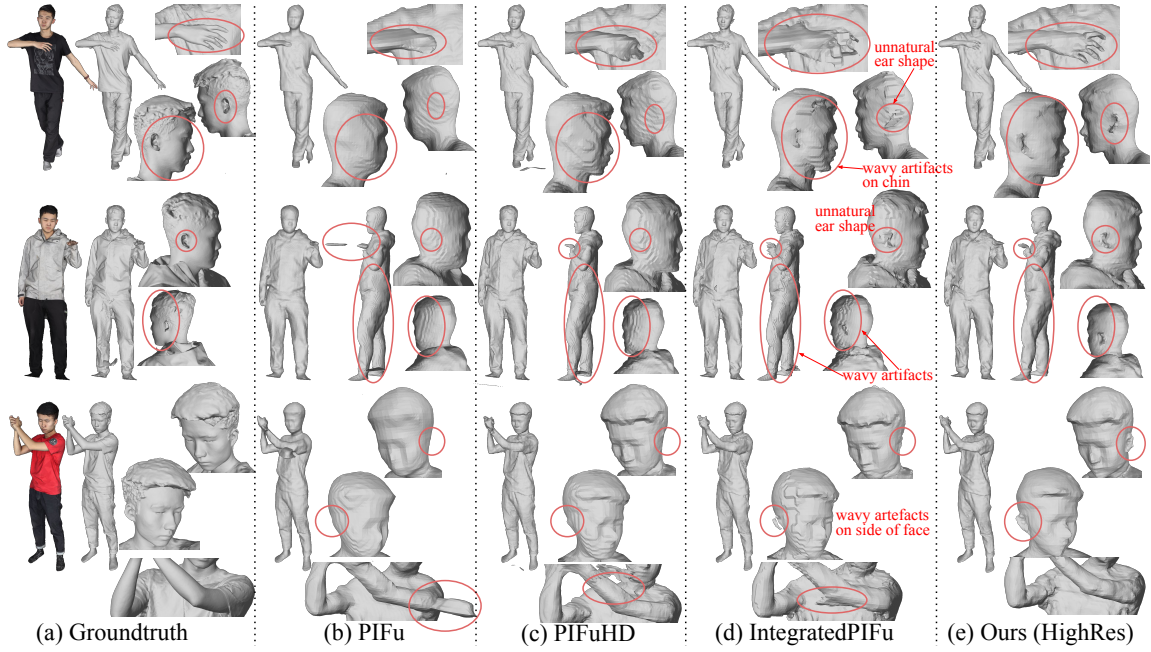 unnatural
ear shape
wavy artifacts
on chin
unnatural
ear shape
wavy artifacts
wavy artefacts
on side of face
(a) Groundtruth
(b) PIFu
(c) PIFuHD
(d) IntegratedPIFu
(e) Ours (HighRes)